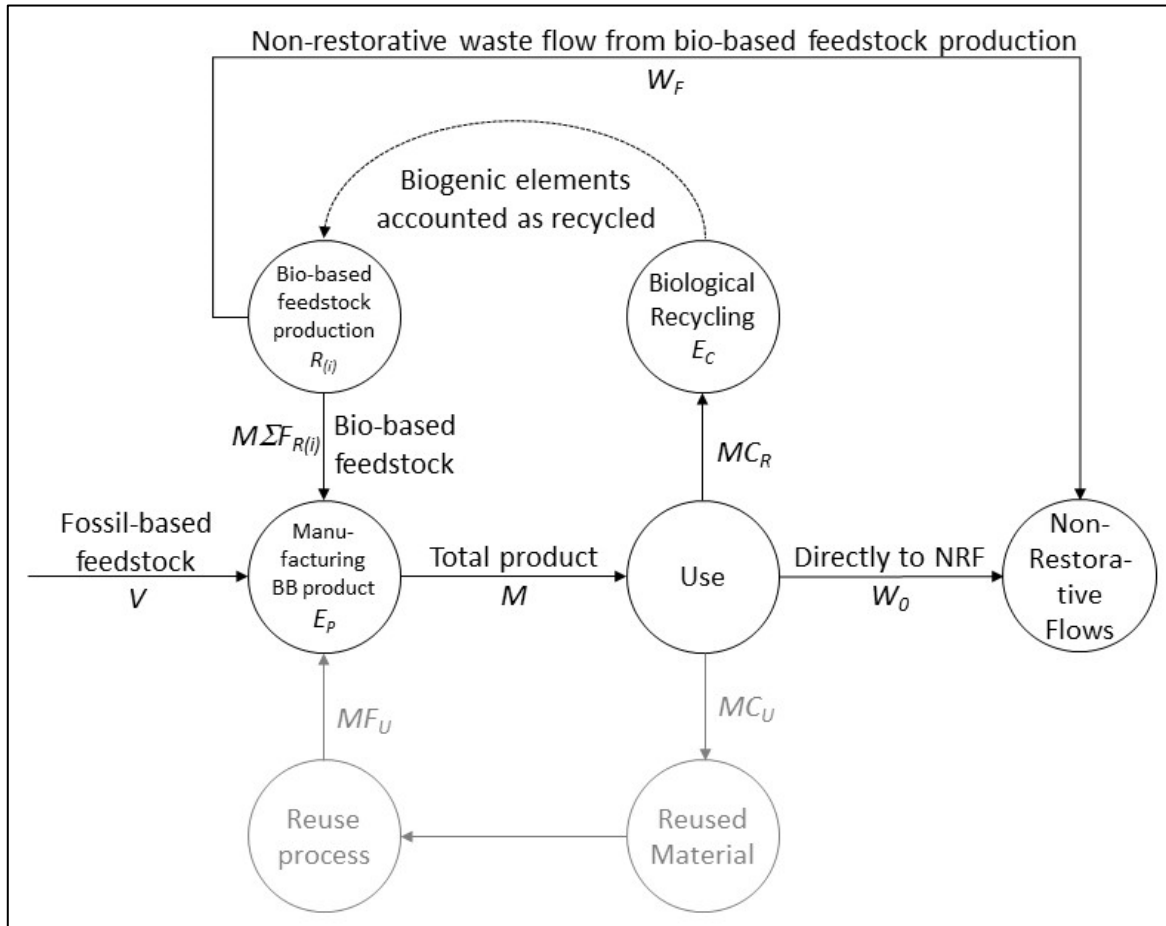 Non-restorative waste flow from bio-based feedstock production
W_F
Biogenic elements
accounted as recycled
Bio-based
feedstock
production
R_(i)
Biological
Recycling
E_C
MΣF_R(i)
Bio-based
feedstock
MC_R
Fossil-based
feedstock
V
Manu-
facturing
BB product
E_P
Total product
M
Use
Directly to NRF
W_0
Non-
Restora-
tive
Flows
MF_U
MC_U
Reuse
process
Reused
Material